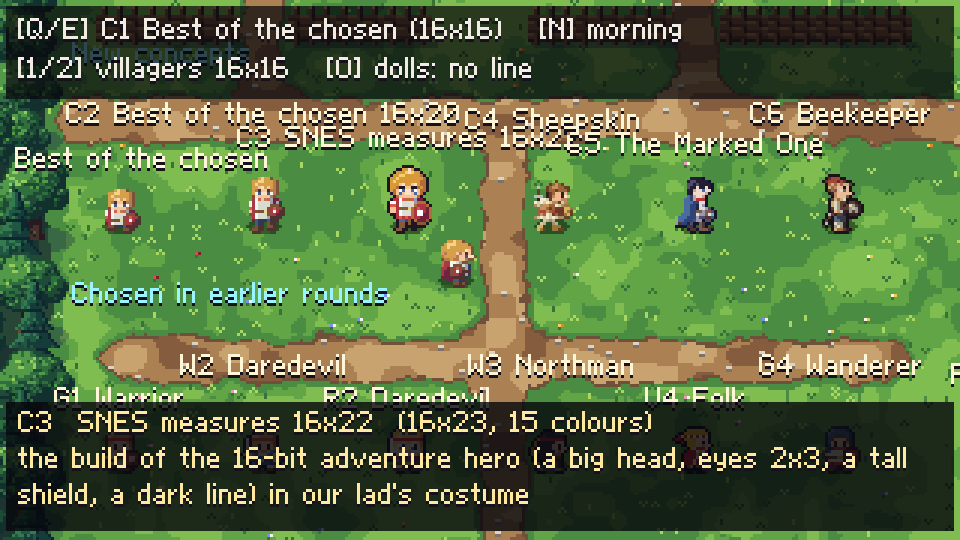 [Q/E] C1 Best of the chosen (16x16) [N] morning
New concepts
[1/2] villagers 16x16 [O] dolls: no line
C2 Best of the chosen 16x20
C4 Sheepskin
C6 Beekeeper
C3 SNES measures 16x22
C5 The Marked One
Best of the chosen
Chosen in earlier rounds
W2 Daredevil
W3 Northman
G4 Wanderer
G1 Warrior
R2 Daredevil
U4 Folk
C3 SNES measures 16x22 (16x23, 15 colours)
the build of the 16-bit adventure hero (a big head, eyes 2x3, a tall
shield, a dark line) in our lad's costume